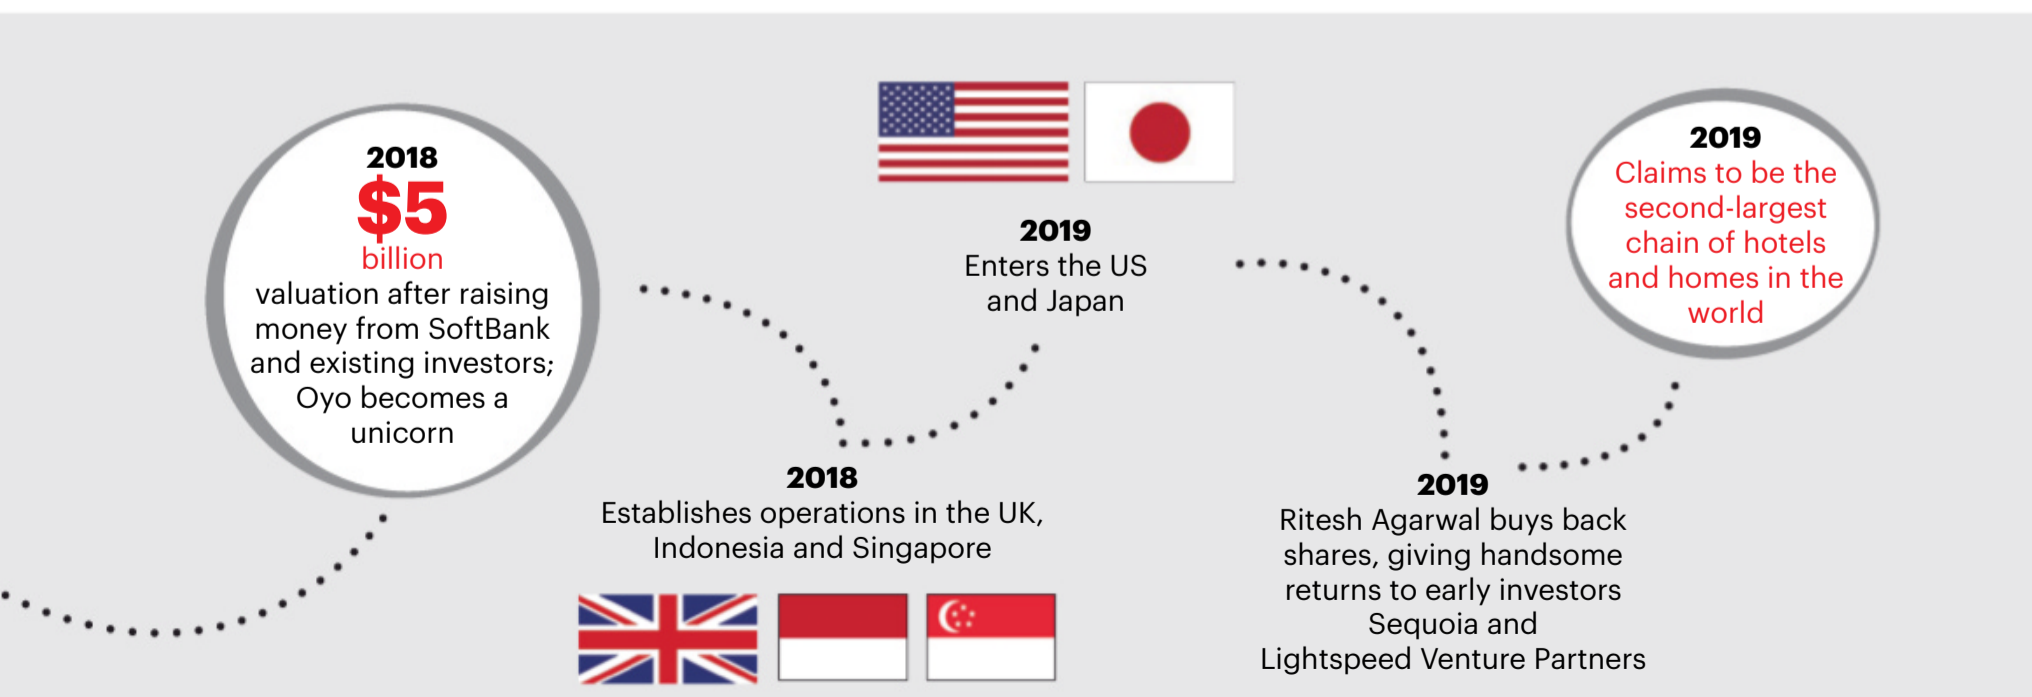 2018
$5
billion
valuation after raising
money from SoftBank
and existing investors;
Oyo becomes a
unicorn
2018
Establishes operations in the UK,
Indonesia and Singapore
2019
Enters the US
and Japan
2019
Ritesh Agarwal buys back
shares, giving handsome
returns to early investors
Sequoia and
Lightspeed Venture Partners
2019
Claims to be the
second-largest
chain of hotels
and homes in the
world